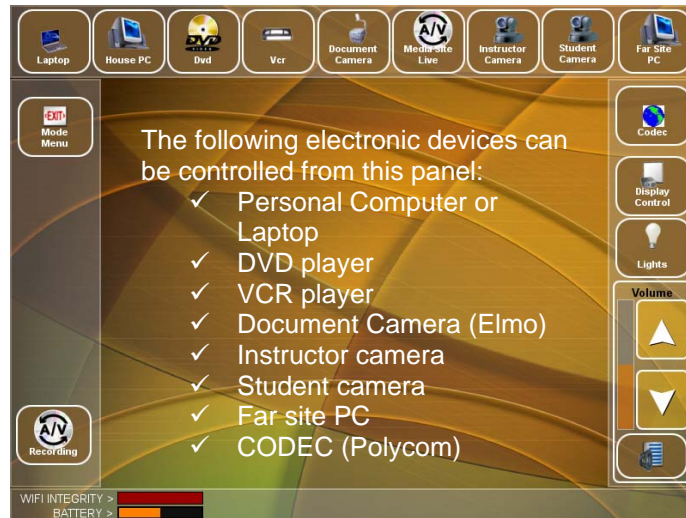 Laptop
House PC
Dvd
Vcr
Document
Camera
Media Site
Live
Instructor
Camera
Student
Camera
Far Site
PC
A/V
DVD
VIDEO
EXIT
Mode
Menu
The following electronic devices can
be controlled from this panel:
✓ Personal Computer or
Laptop
✓ DVD player
✓ VCR player
✓ Document Camera (Elmo)
✓ Instructor camera
✓ Student camera
✓ Far site PC
✓ CODEC (Polycom)
Codec
Display
Control
Lights
Volume
A/V
Recording
WIFI INTEGRITY >
BATTERY >